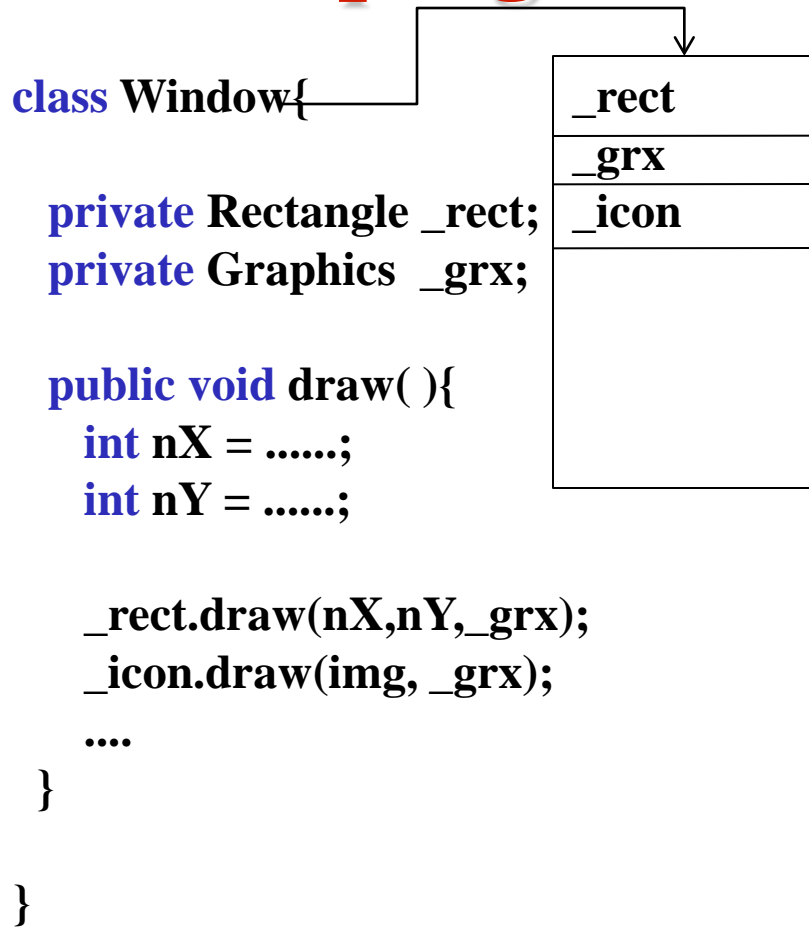 class Window{
private Rectangle _rect;
private Graphics _grx;
public void draw( ){
int nX = ......;
int nY = ......;
_rect.draw(nX,nY,_grx);
_icon.draw(img, _grx);
....
}
}
_rect
_grx
_icon